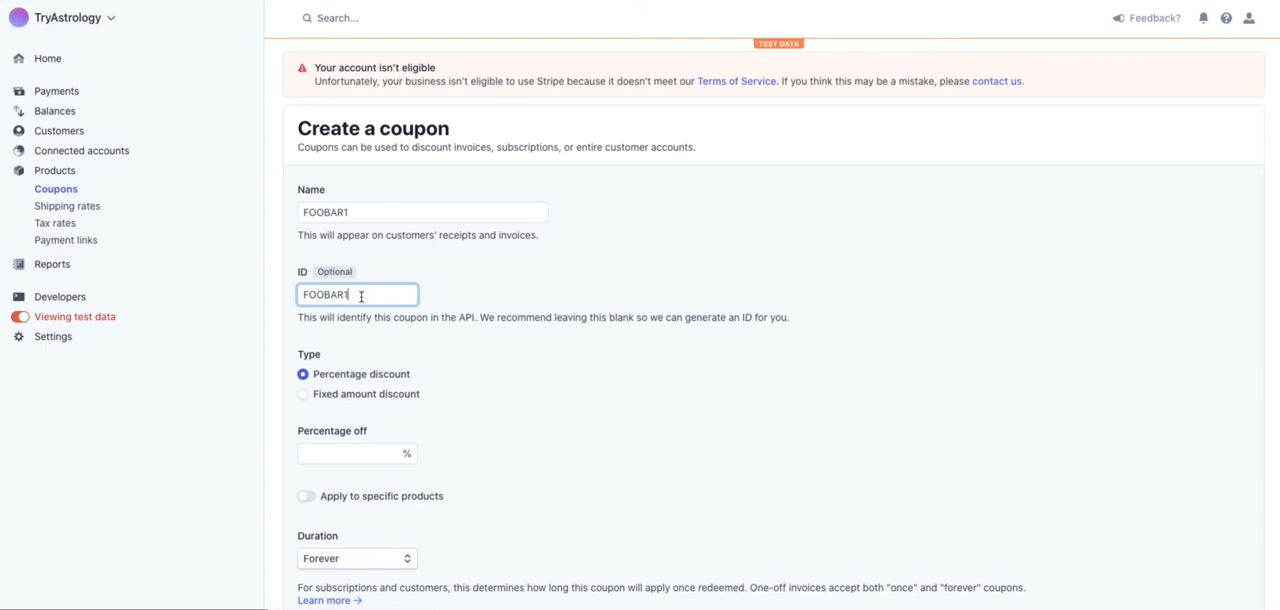 TryAstrology
Search...
Feedback?
TEST DATA
Home
Payments
Balances
Customers
Connected accounts
Products
Coupons
Shipping rates
Tax rates
Payment links
Reports
Developers
Viewing test data
Settings
Your account isn't eligible
Unfortunately, your business isn't eligible to use Stripe because it doesn't meet our Terms of Service. If you think this may be a mistake, please contact us.
Create a coupon
Coupons can be used to discount invoices, subscriptions, or entire customer accounts.
Name
FOOBAR1
This will appear on customers' receipts and invoices.
ID Optional
FOOBAR1
This will identify this coupon in the API. We recommend leaving this blank so we can generate an ID for you.
Type
Percentage discount
Fixed amount discount
Percentage off
%
Apply to specific products
Duration
Forever
For subscriptions and customers, this determines how long this coupon will apply once redeemed. One-off invoices accept both "once" and "forever" coupons.
Learn more →